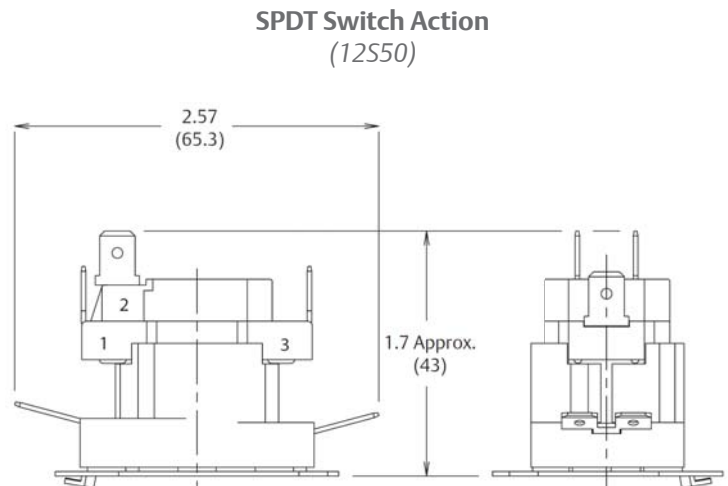 SPDT Switch Action
(12S50)
2.57
(65.3)
2
1
3
1.7 Approx.
(43)